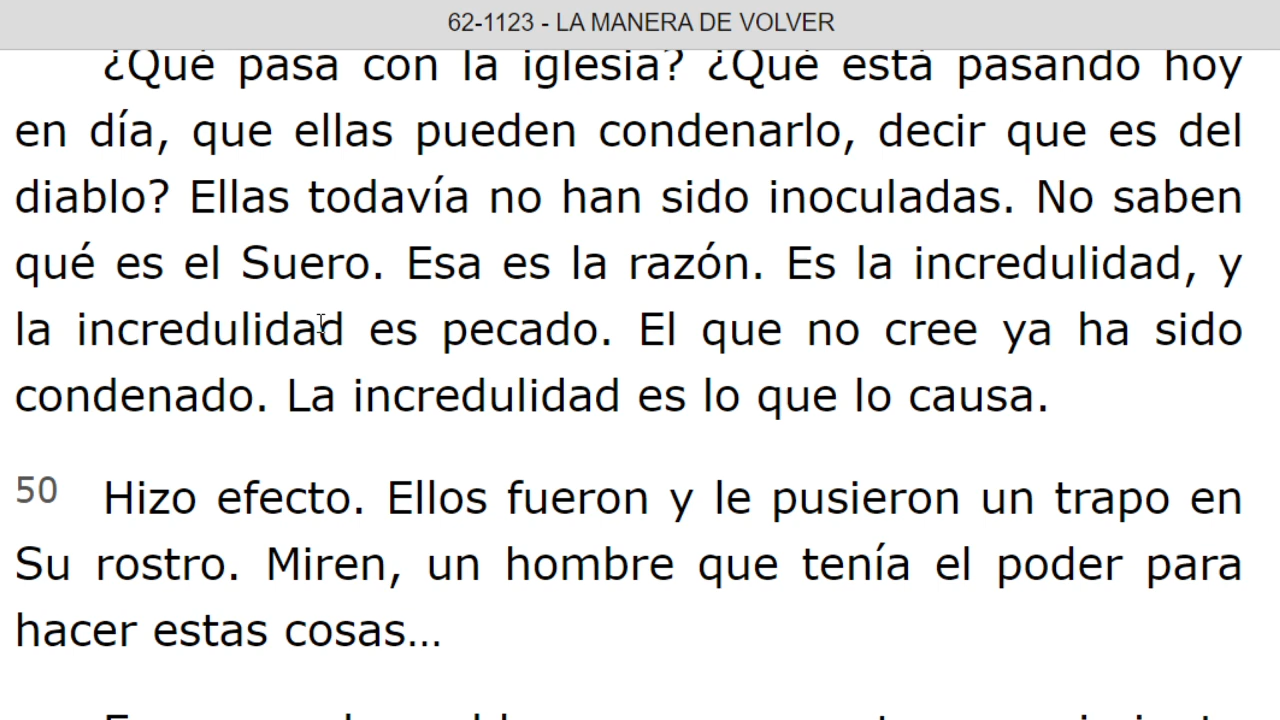 62-1123 - LA MANERA DE VOLVER
¿Qué pasa con la iglesia? ¿Qué está pasando hoy
en día, que ellas pueden condenarlo, decir que es del
diablo? Ellas todavía no han sido inoculadas. No saben
qué es el Suero. Esa es la razón. Es la incredulidad, y
la incredulidad es pecado. El que no cree ya ha sido
condenado. La incredulidad es lo que lo causa.
50 Hizo efecto. Ellos fueron y le pusieron un trapo en
Su rostro. Miren, un hombre que tenía el poder para
hacer estas cosas…